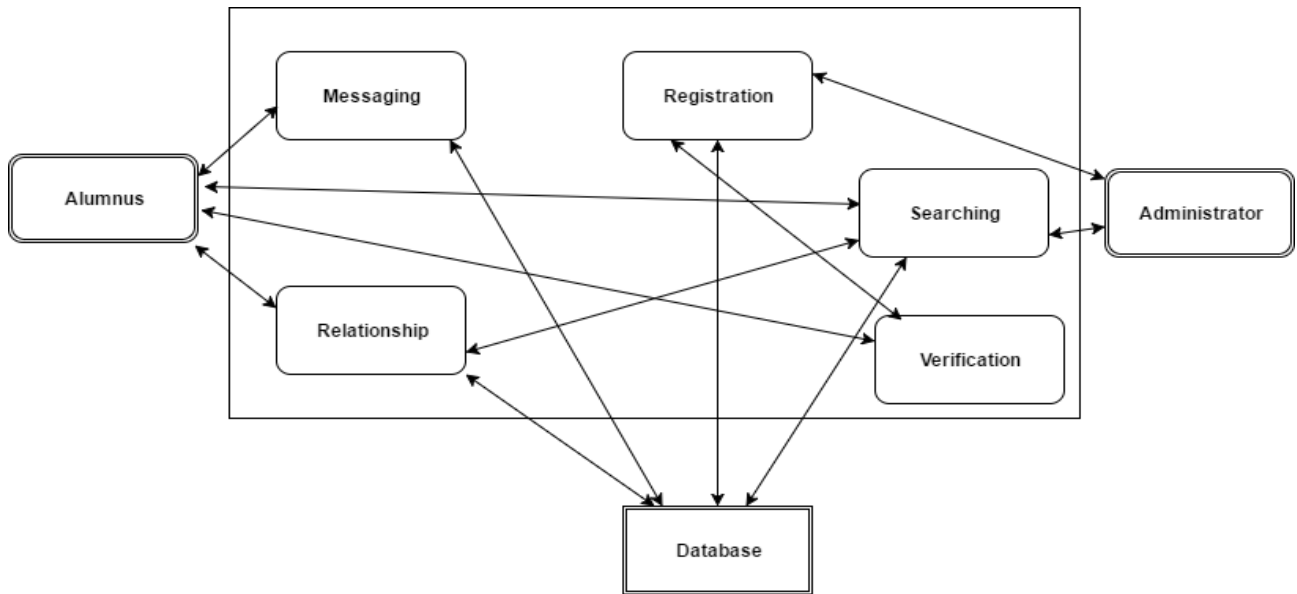 Messaging
Registration
Alumnus
Searching
Administrator
Relationship
Verification
Database